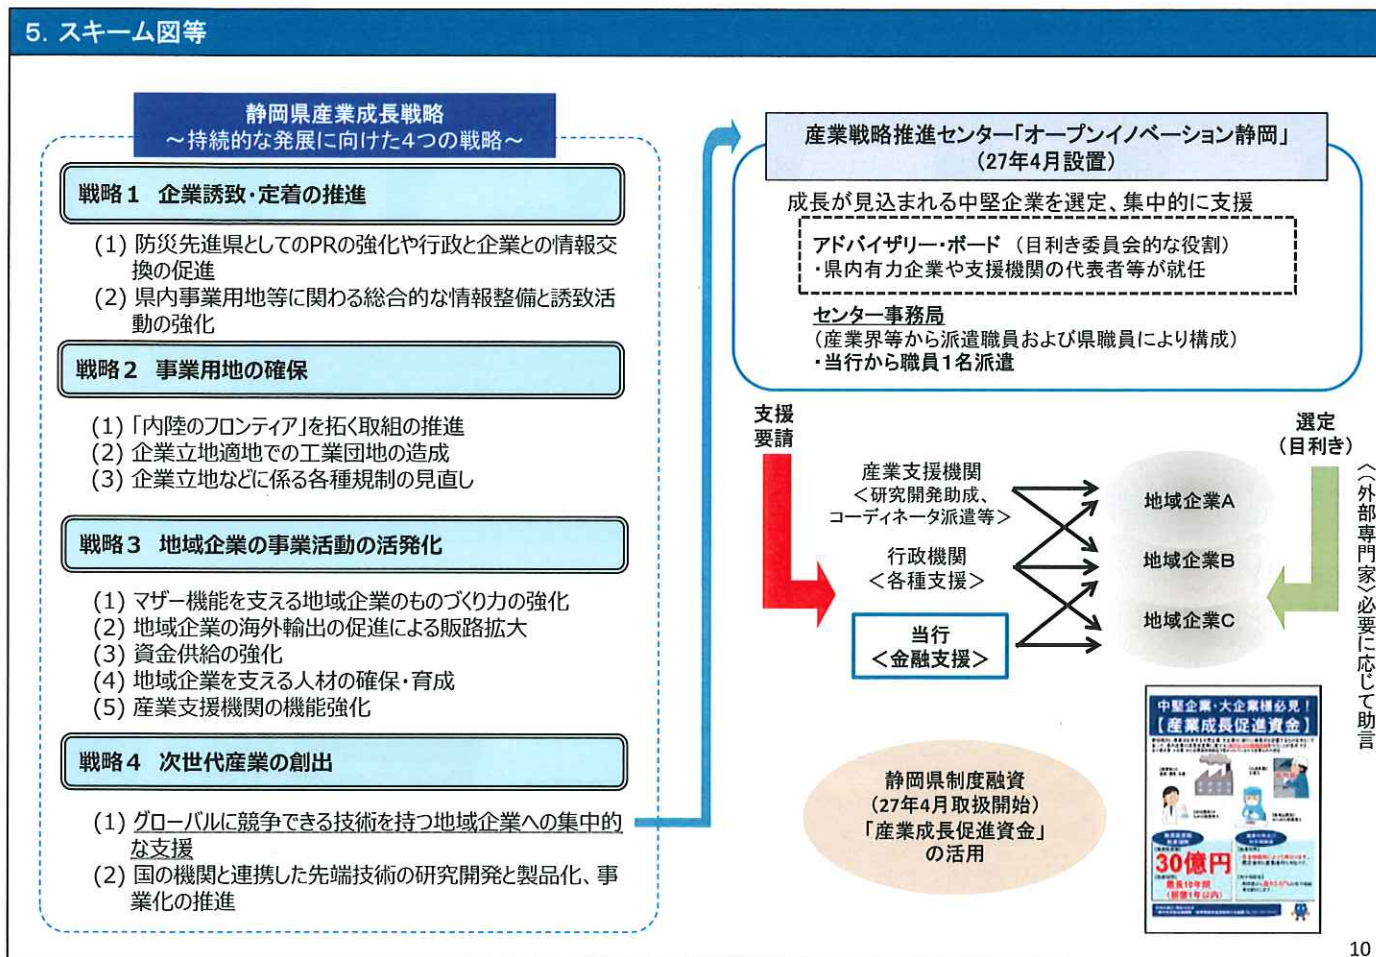 5. スキーム図等
静岡県産業成長戦略
～持続的な発展に向けた4つの戦略～
戦略1 企業誘致・定着の推進
(1) 防災先進県としてのPRの強化や行政と企業との情報交
換の促進
(2) 県内事業用地等に関わる総合的な情報整備と誘致活
動の強化
戦略2 事業用地の確保
(1) 「内陸のフロンティア」を拓く取組の推進
(2) 企業立地適地での工業団地の造成
(3) 企業立地などに係る各種規制の見直し
戦略3 地域企業の事業活動の活発化
(1) マザー機能を支える地域企業のものづくり力の強化
(2) 地域企業の海外輸出の促進による販路拡大
(3) 資金供給の強化
(4) 地域企業を支える人材の確保・育成
(5) 産業支援機関の機能強化
戦略4 次世代産業の創出
(1) グローバルに競争できる技術を持つ地域企業への集中的
な支援
(2) 国の機関と連携した先端技術の研究開発と製品化、事
業化の推進
産業戦略推進センター「オープンイノベーション静岡」
(27年4月設置)
成長が見込まれる中堅企業を選定、集中的に支援
アドバイザリー・ボード (目利き委員会的な役割)
・県内有力企業や支援機関の代表者等が就任
センター事務局
(産業界等から派遣職員および県職員により構成)
・当行から職員1名派遣
支援
要請
産業支援機関
<研究開発助成、
コーディネータ派遣等>
行政機関
<各種支援>
当行
<金融支援>
地域企業A
地域企業B
地域企業C
選定
(目利き)
〈外部専門家〉必要に応じて助言
静岡県制度融資
(27年4月取扱開始)
「産業成長促進資金」
の活用
中堅企業・大企業様必見！
【産業成長促進資金】
30億円
最長10年間
(据置1年以内)
10